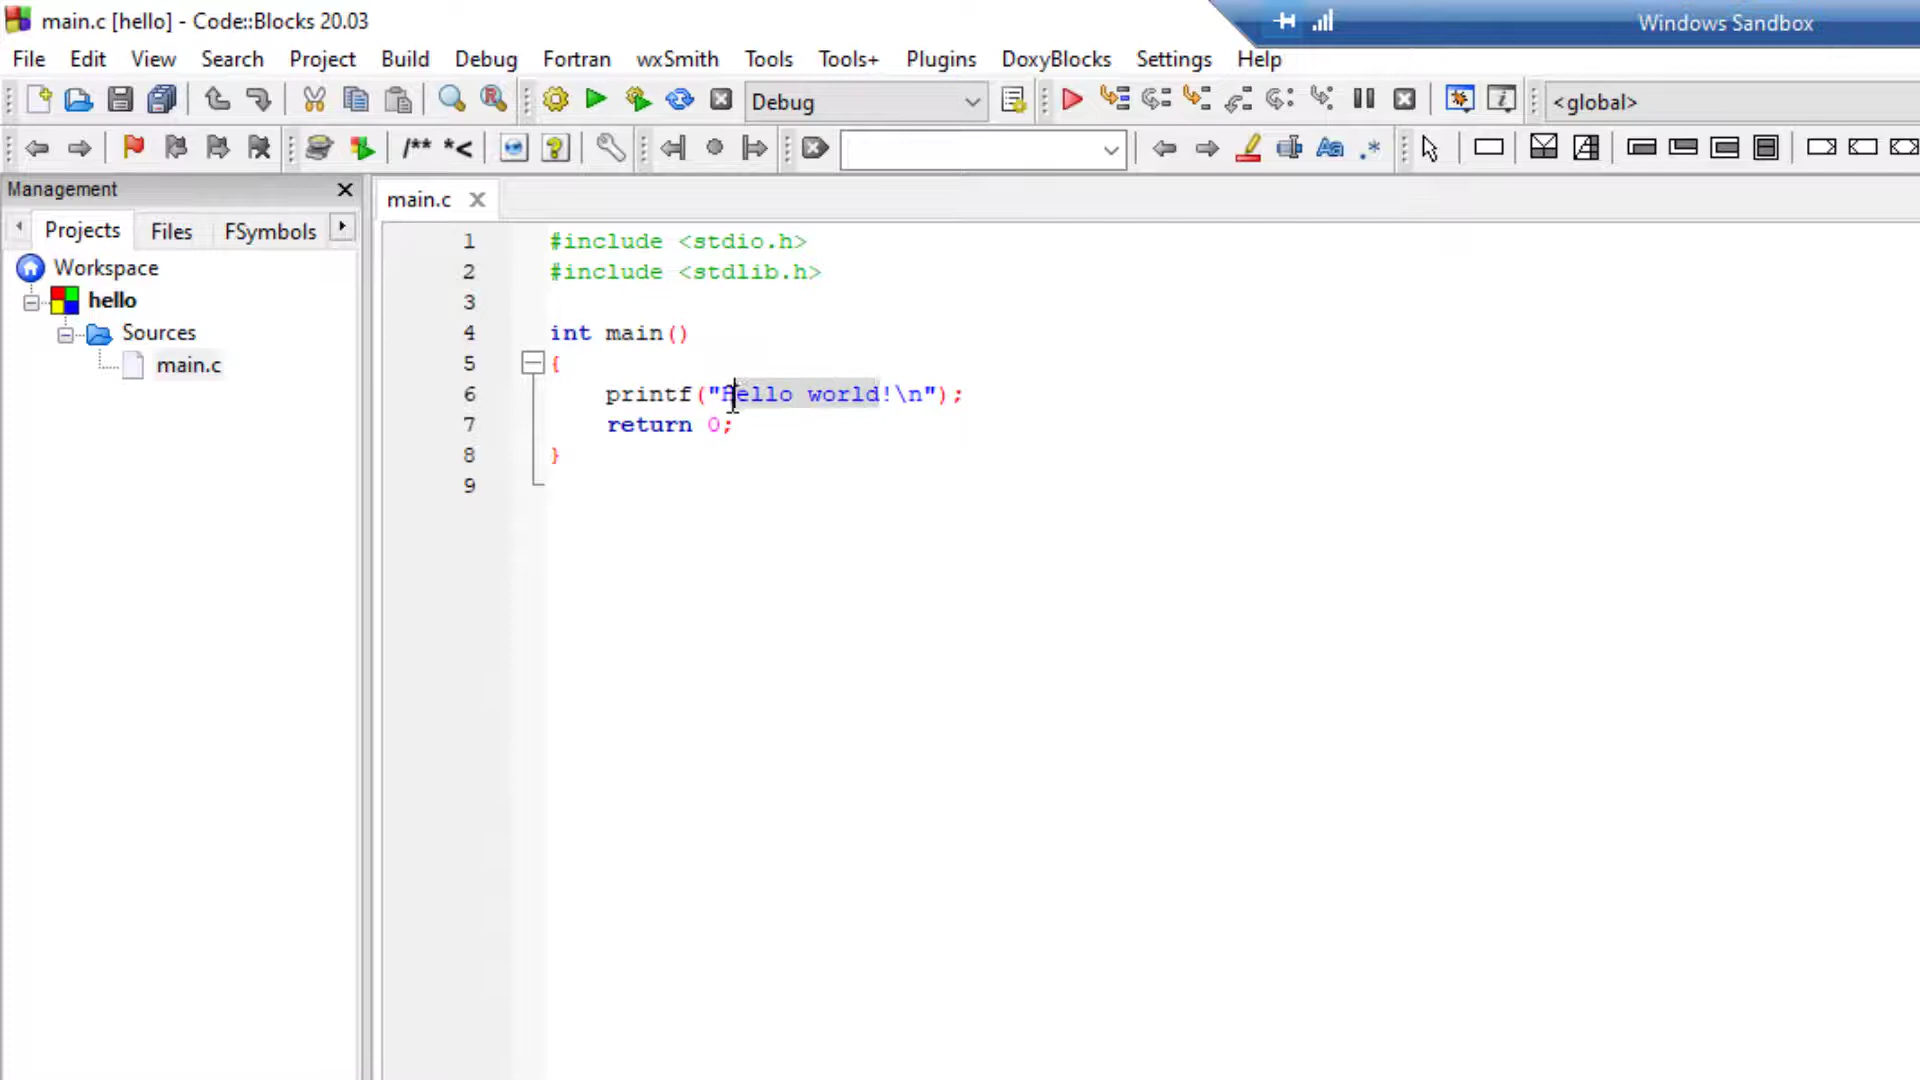 main.c [hello] - Code::Blocks 20.03
Windows Sandbox
File Edit View Search Project Build Debug Fortran wxSmith Tools Tools+ Plugins DoxyBlocks Settings Help
Debug <global>
/** *<
Management
main.c
Projects Files FSymbols
Workspace
hello
Sources
main.c
1 #include <stdio.h>
2 #include <stdlib.h>
3
4 int main()
5 {
6 printf("Hello world!\n");
7 return 0;
8 }
9